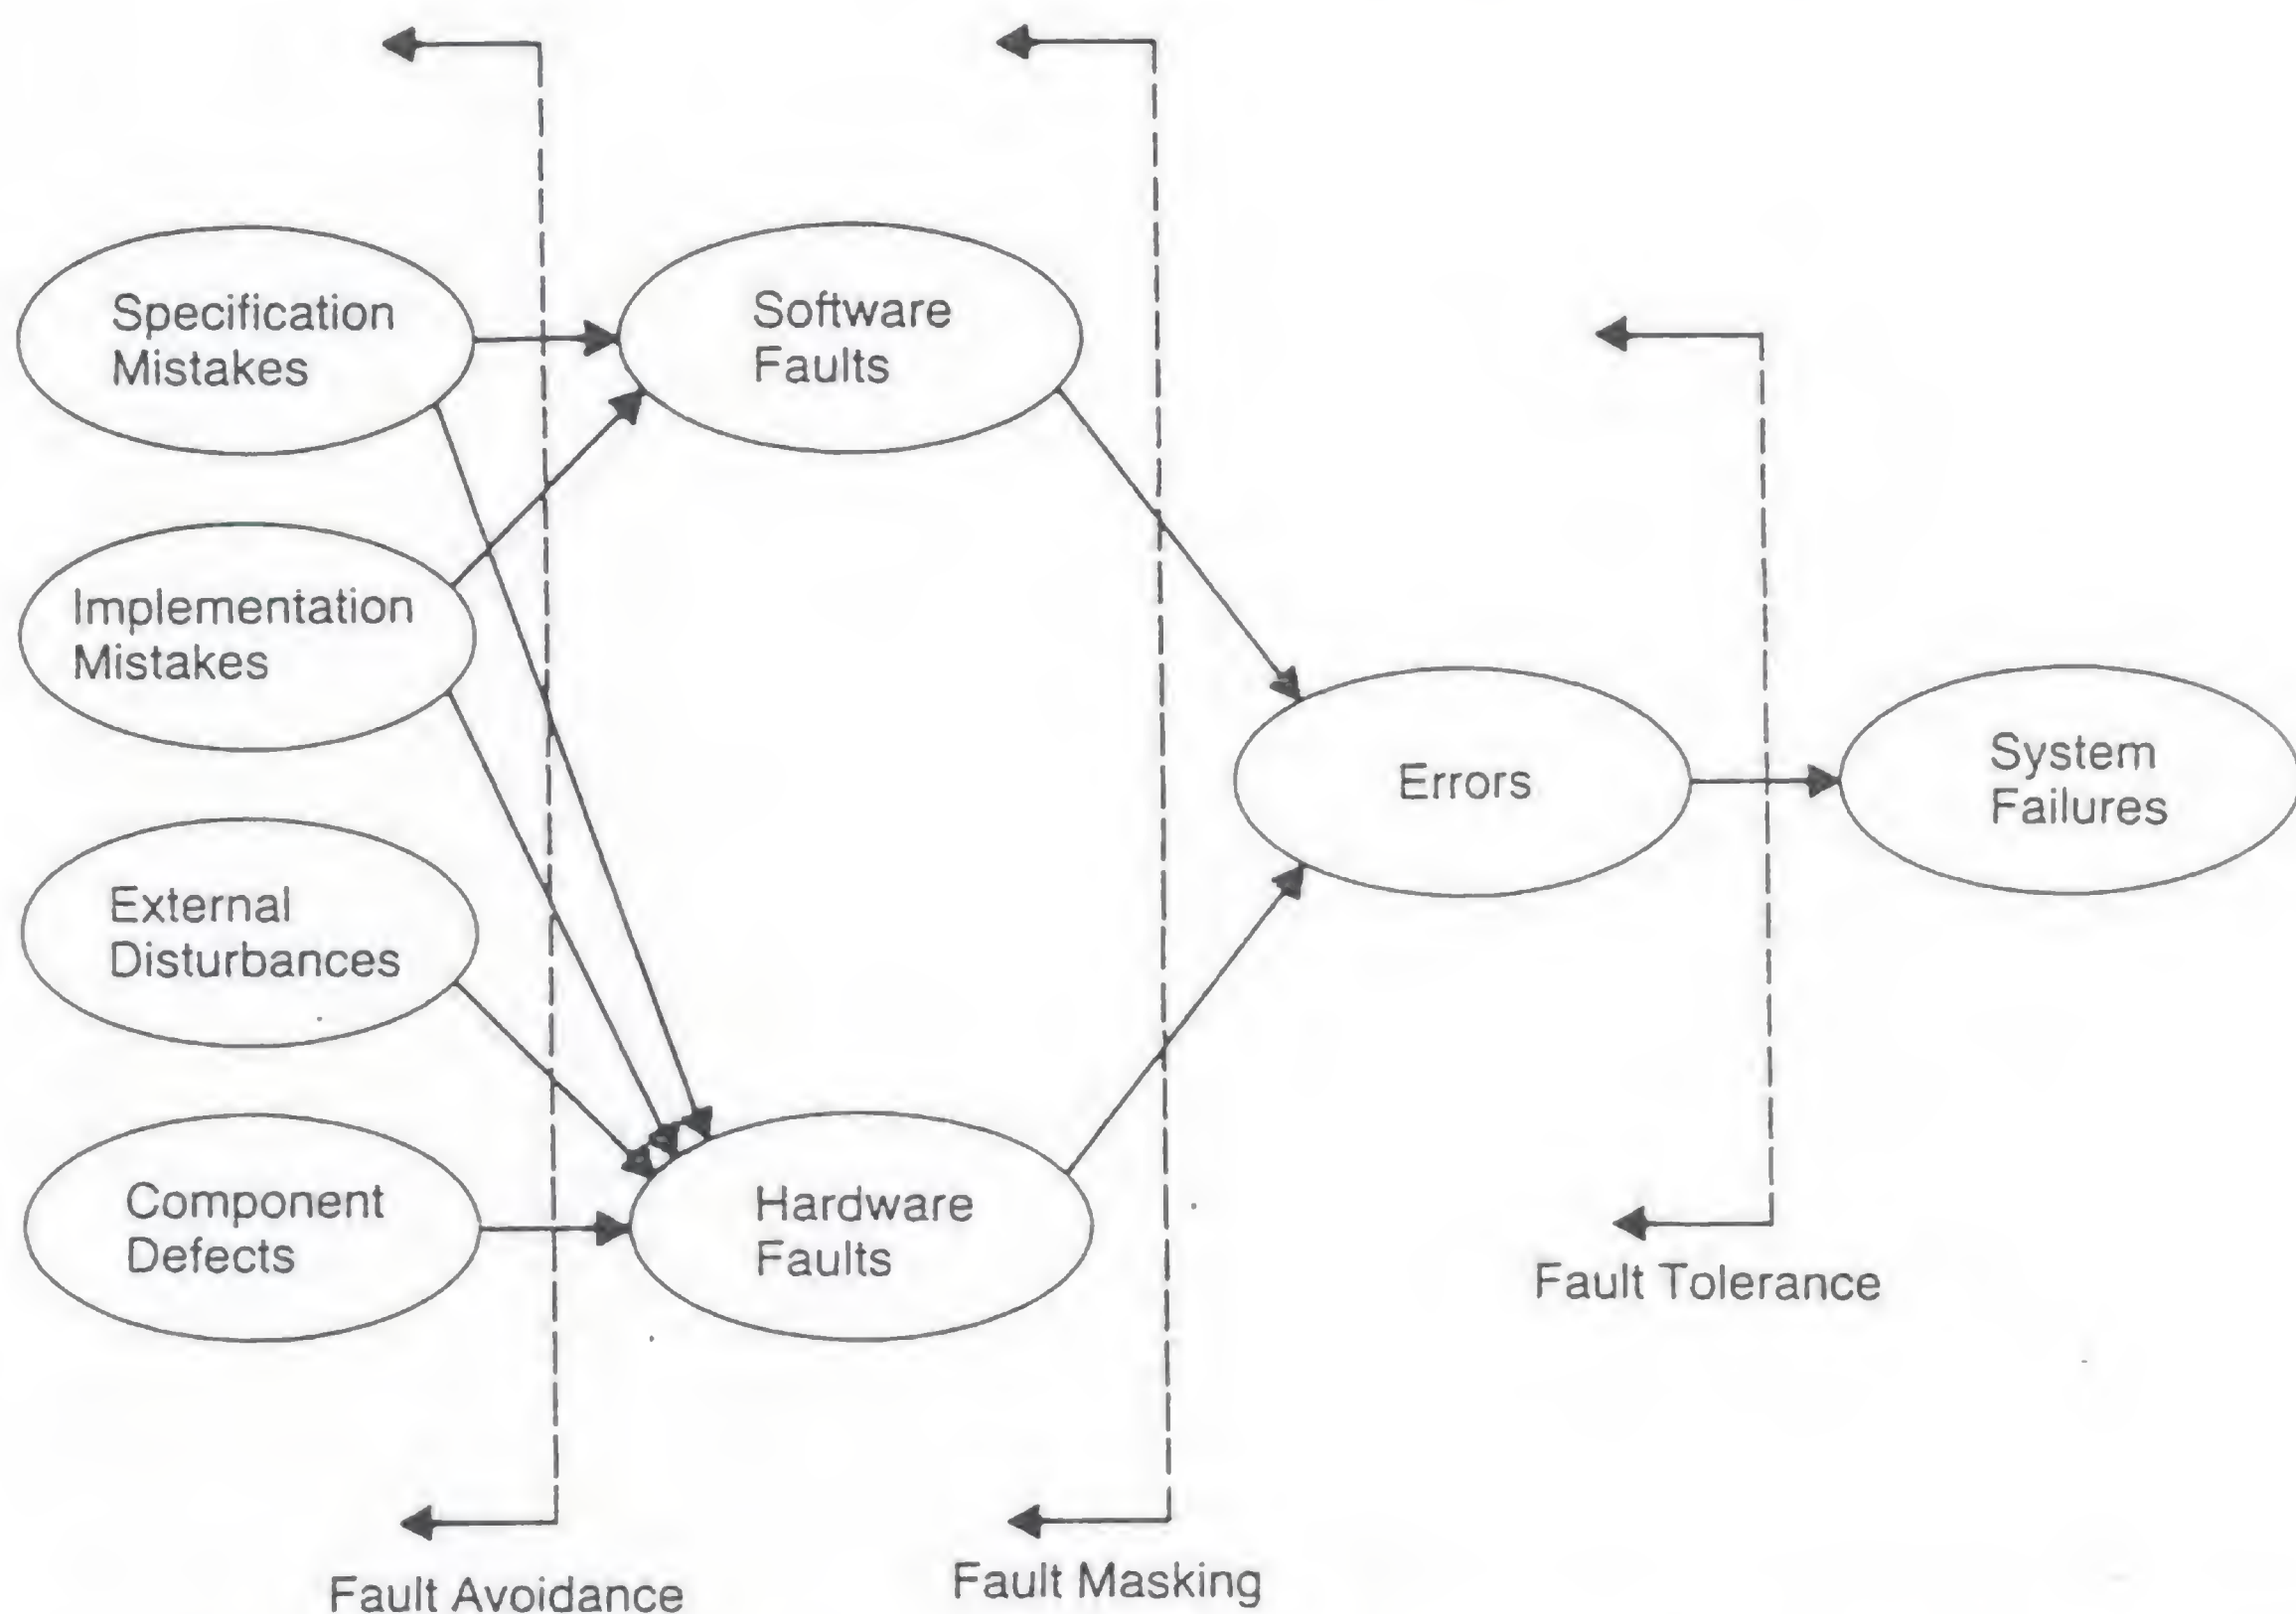 Specification
Mistakes
Software
Faults
Implementation
Mistakes
External
Disturbances
Errors
System
Failures
Component
Defects
Hardware
Faults
Fault Tolerance
Fault Avoidance
Fault Masking